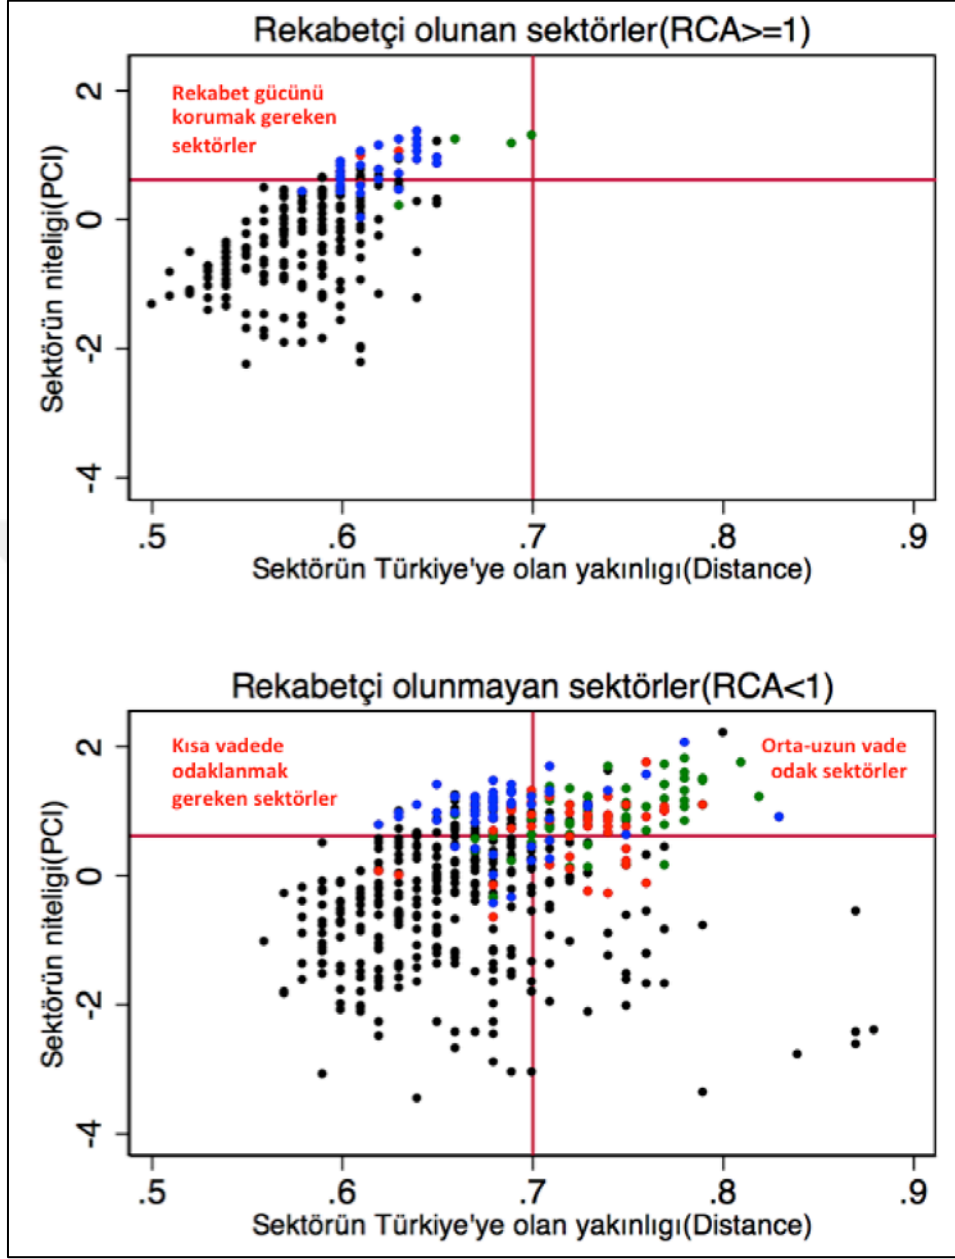 Rekabetçi olunan sektörler(RCA>=1)
Rekabet gücünü
korumak gereken
sektörler
Sektörün niteligi(PCI)
2
0
-2
-4
.5 .6 .7 .8 .9
Sektörün Türkiye'ye olan yakınlıgı(Distance)
Rekabetçi olunmayan sektörler(RCA<1)
Kısa vadede
odaklanmak
gereken sektörler
Orta-uzun vade
odak sektörler
Sektörün niteligi(PCI)
2
0
-2
-4
.5 .6 .7 .8 .9
Sektörün Türkiye'ye olan yakınlıgı(Distance)